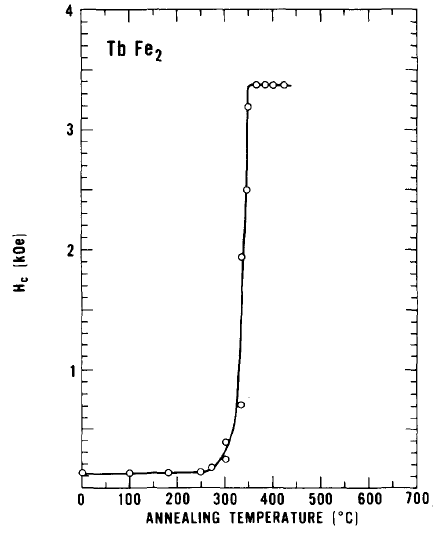 Tb Fe2
4
3
2
1
Hc (kOe)
0 100 200 300 400 500 600 700
ANNEALING TEMPERATURE (°C)